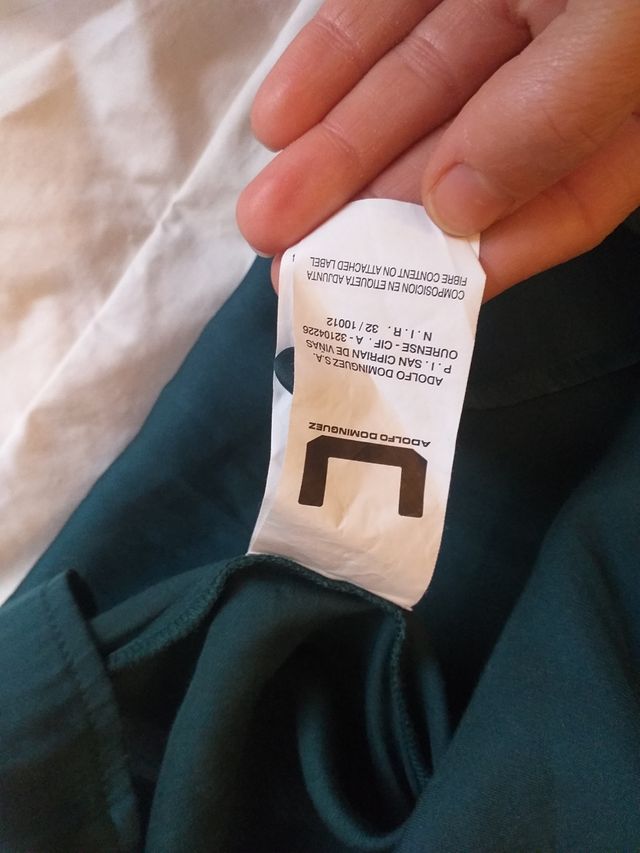 ADOLFO DOMINGUEZ
ADOLFO DOMINGUEZ S.A.
P. I. SAN CIPRIAN DE VIÑAS
OURENSE - CIF. A - 32104226
N. I. R. 32 / 10012
COMPOSICION EN ETIQUETA ADJUNTA
FIBRE CONTENT ON ATTACHED LABEL